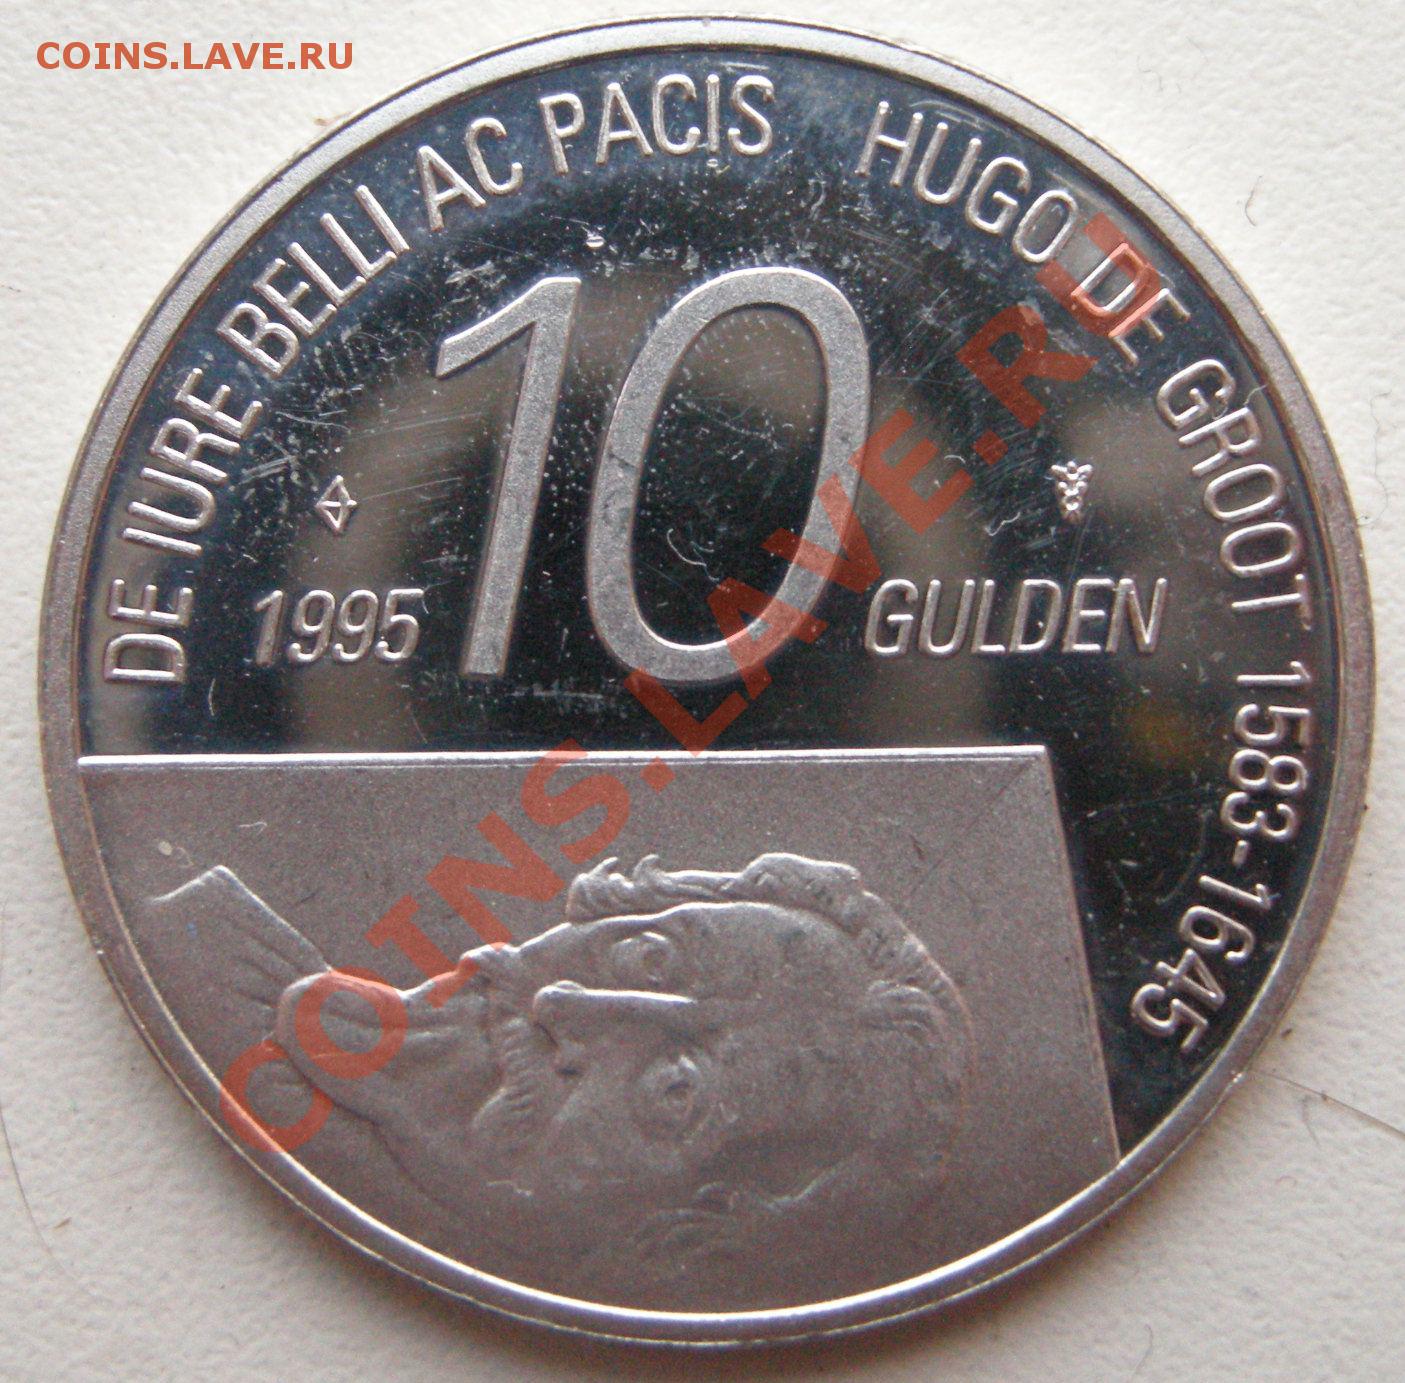 COINS.LAVE.RU
DE IURE BELLI AC PACIS HUGO DE GROOT 1583-1645
10
1995 GULDEN
COINS.LAVE.RU